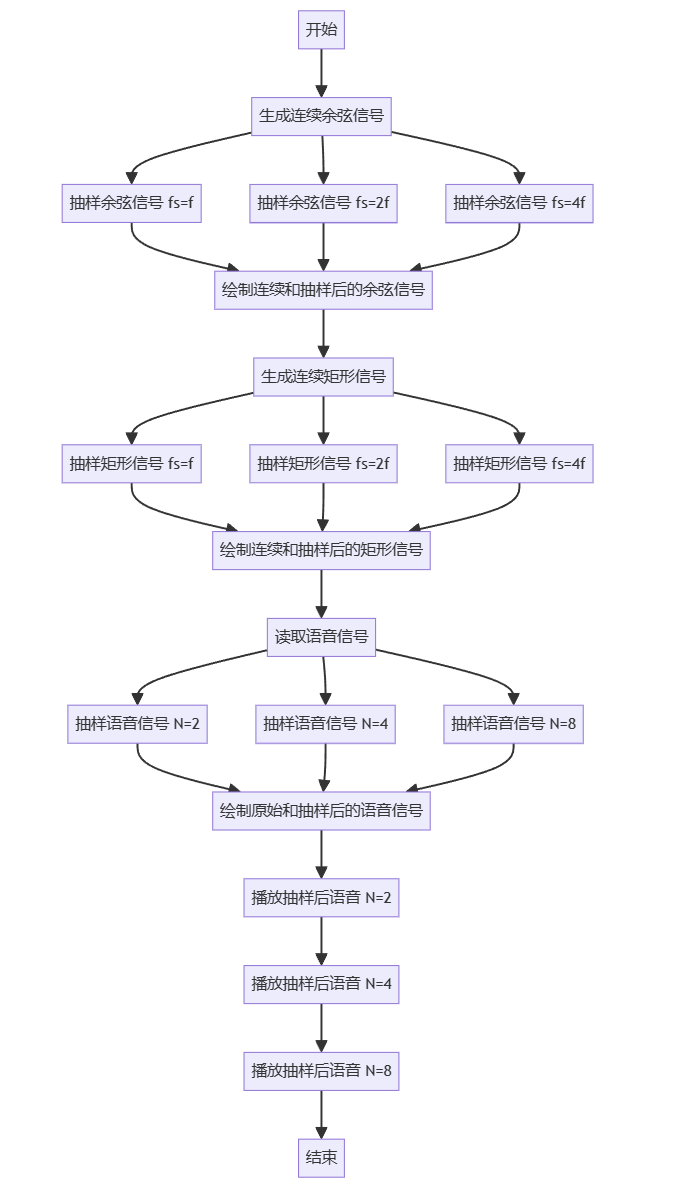 开始
生成连续余弦信号
抽样余弦信号 fs=f
抽样余弦信号 fs=2f
抽样余弦信号 fs=4f
绘制连续和抽样后的余弦信号
生成连续矩形信号
抽样矩形信号 fs=f
抽样矩形信号 fs=2f
抽样矩形信号 fs=4f
绘制连续和抽样后的矩形信号
读取语音信号
抽样语音信号 N=2
抽样语音信号 N=4
抽样语音信号 N=8
绘制原始和抽样后的语音信号
播放抽样后语音 N=2
播放抽样后语音 N=4
播放抽样后语音 N=8
结束